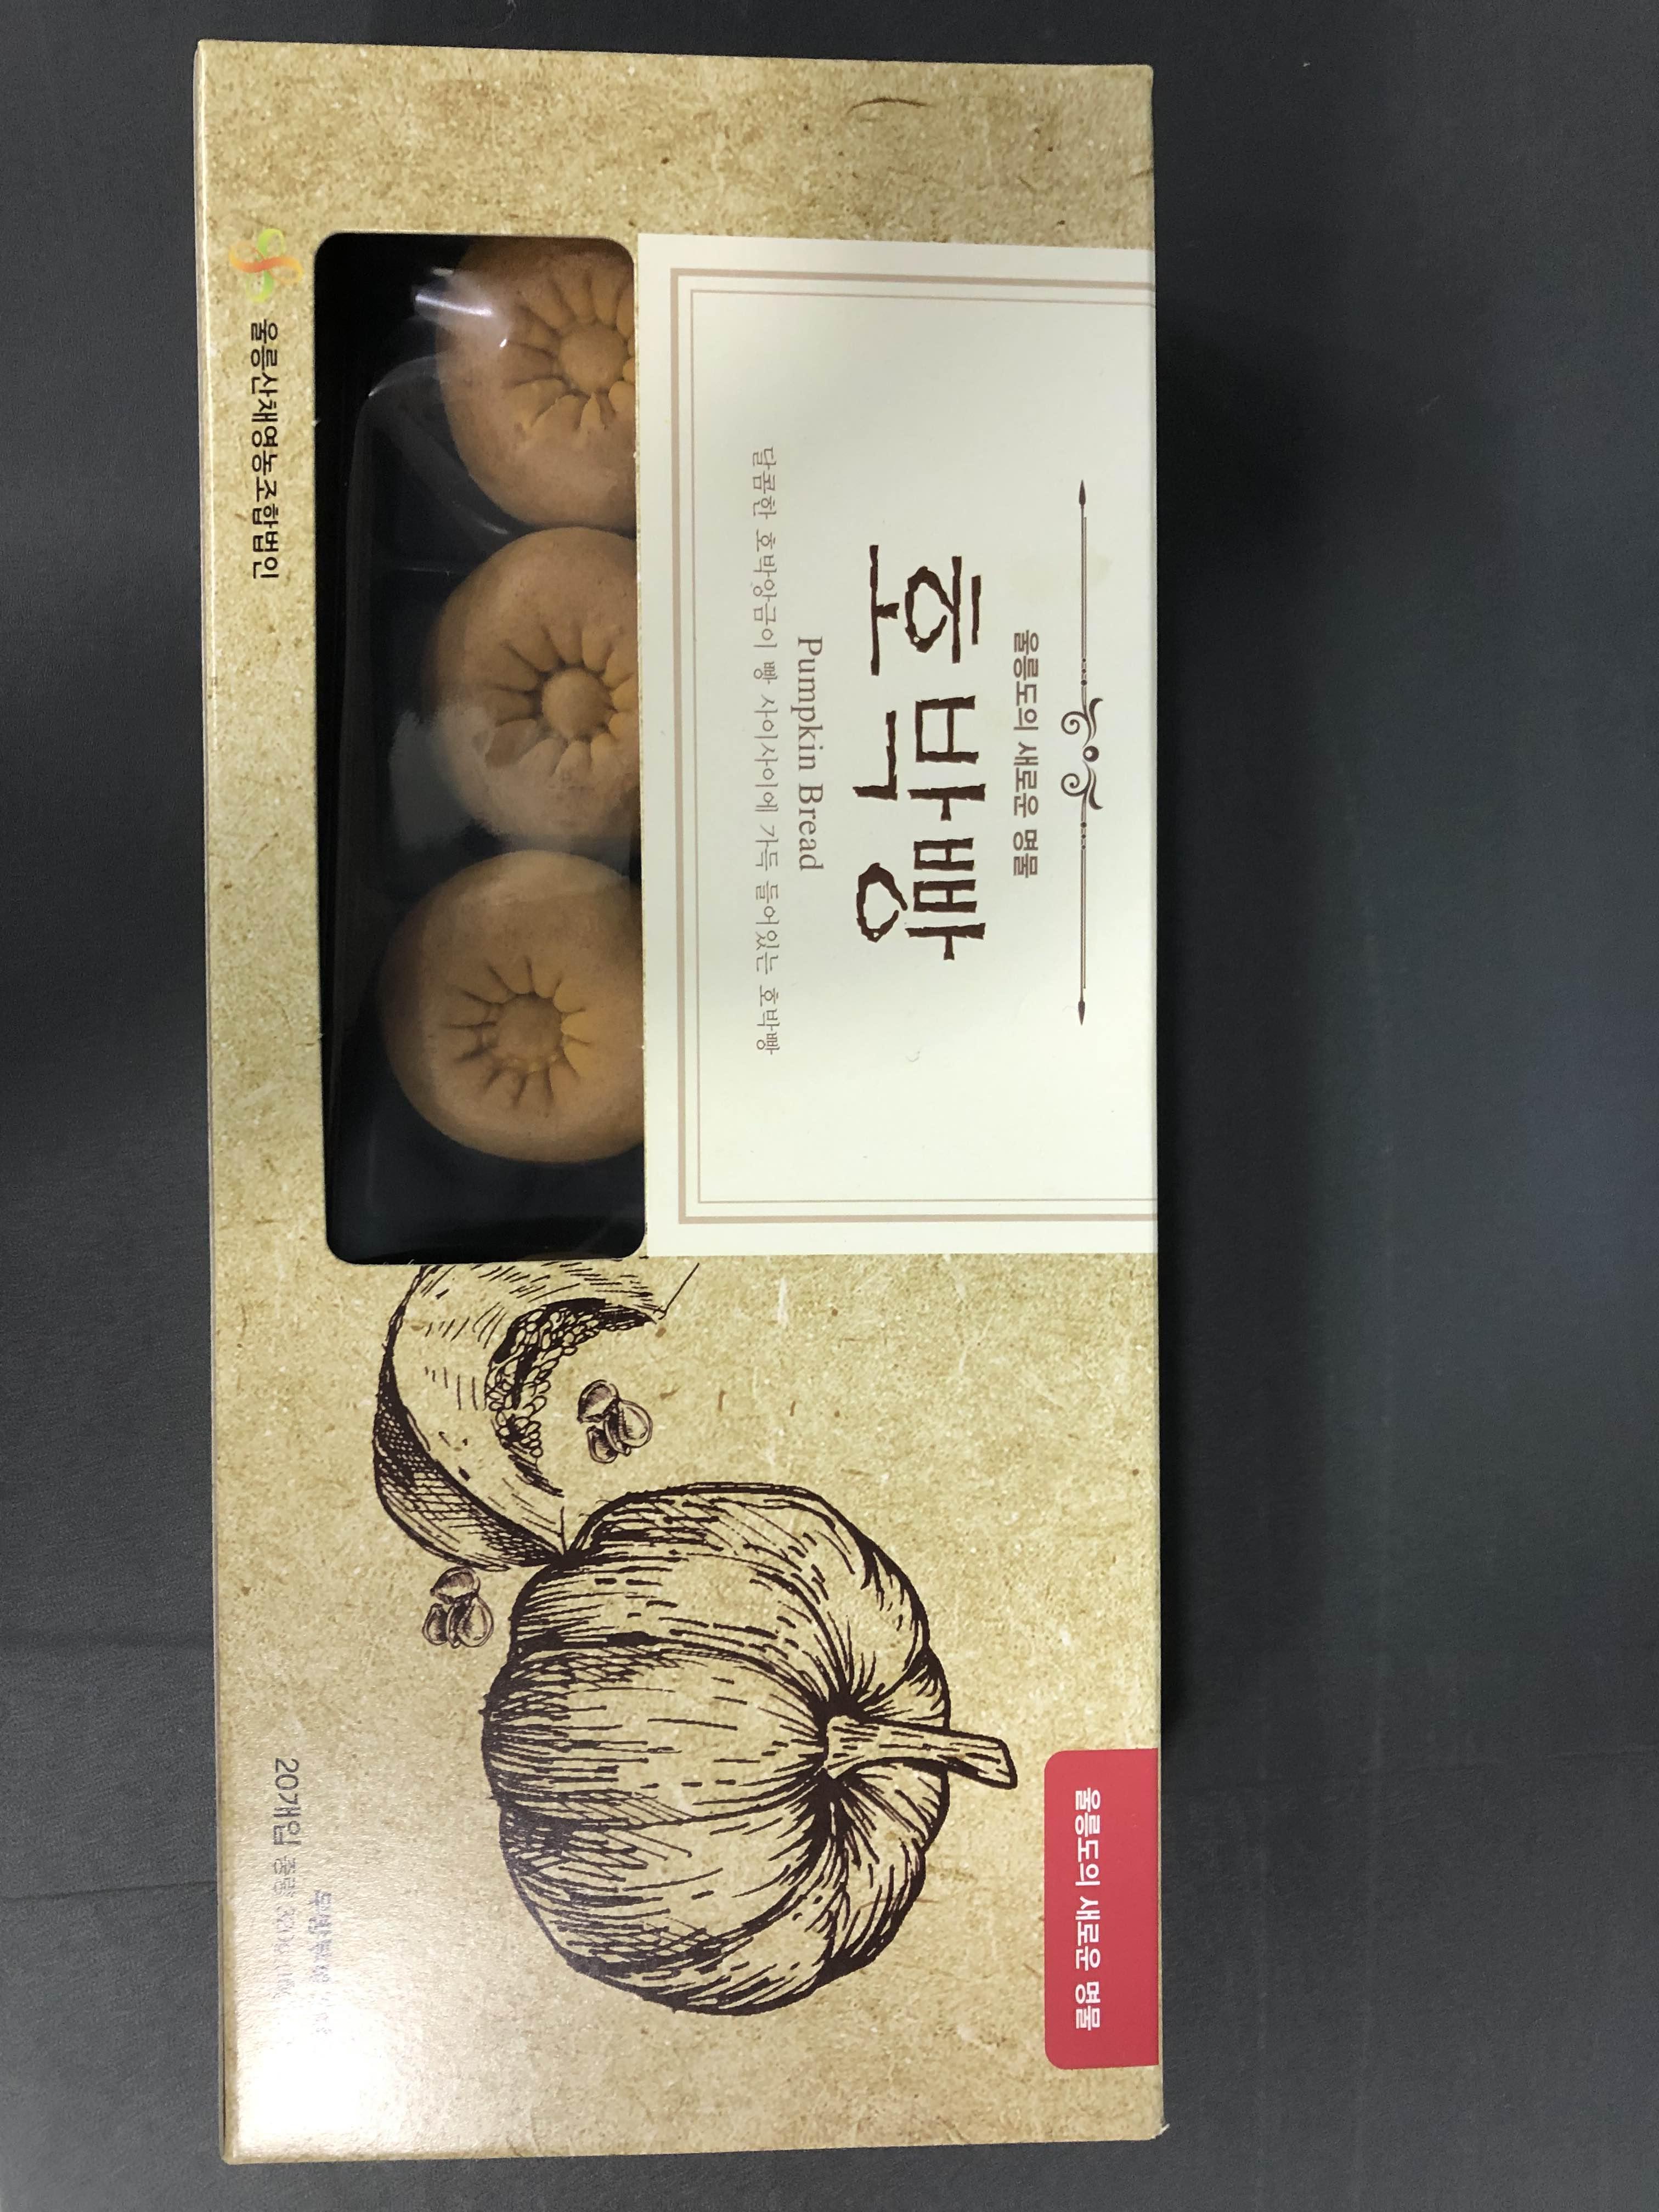 울릉도의 새로운 명물
호박빵
Pumpkin Bread
달콤한 호박앙금이 빵 사이사이에 가득 들어있는 호박빵
울릉산채영농조합법인
울릉도의 새로운 명물
20개입